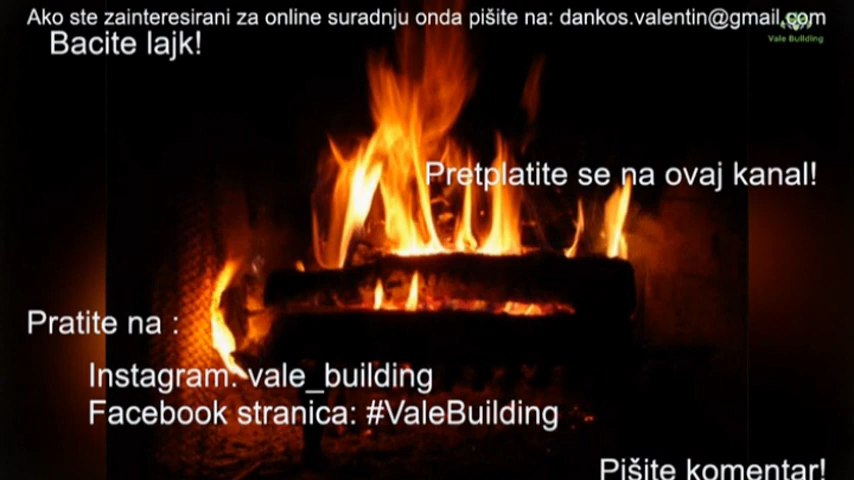 Ako ste zainteresirani za online suradnju onda pišite na: dankos.valentin@gmail.com
Bacite lajk!
Vale Building
Pretplatite se na ovaj kanal!
Pratite na :
Instagram: vale_building
Facebook stranica: #ValeBuilding
Pišite komentar!